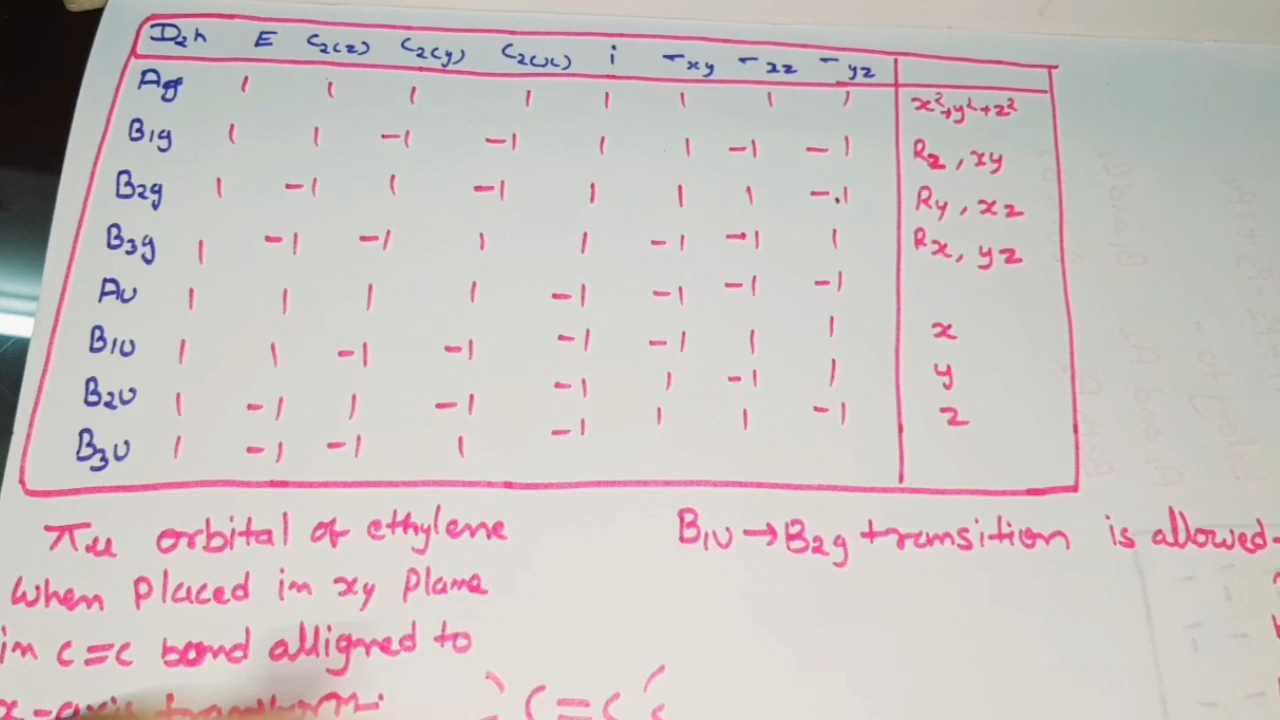 D2h E C2(z) C2(y) C2(x) i σxy σxz σyz
Ag 1 1 1 1 1 1 1 1 x²+y²+z²
B1g 1 1 -1 -1 1 1 -1 -1 Rz, xy
B2g 1 -1 1 -1 1 1 1 -1 Ry, xz
B3g 1 -1 -1 1 1 -1 -1 1 Rx, yz
Au 1 1 1 1 -1 -1 -1 -1
B1u 1 1 -1 -1 -1 -1 1 1 x
B2u 1 -1 1 -1 -1 1 -1 1 y
B3u 1 -1 -1 1 -1 1 1 -1 z
πu orbital of ethylene
when placed in xy plane
in c=c bond alligned to
x-axis
B1u → B2g transition is allowed-
C=C